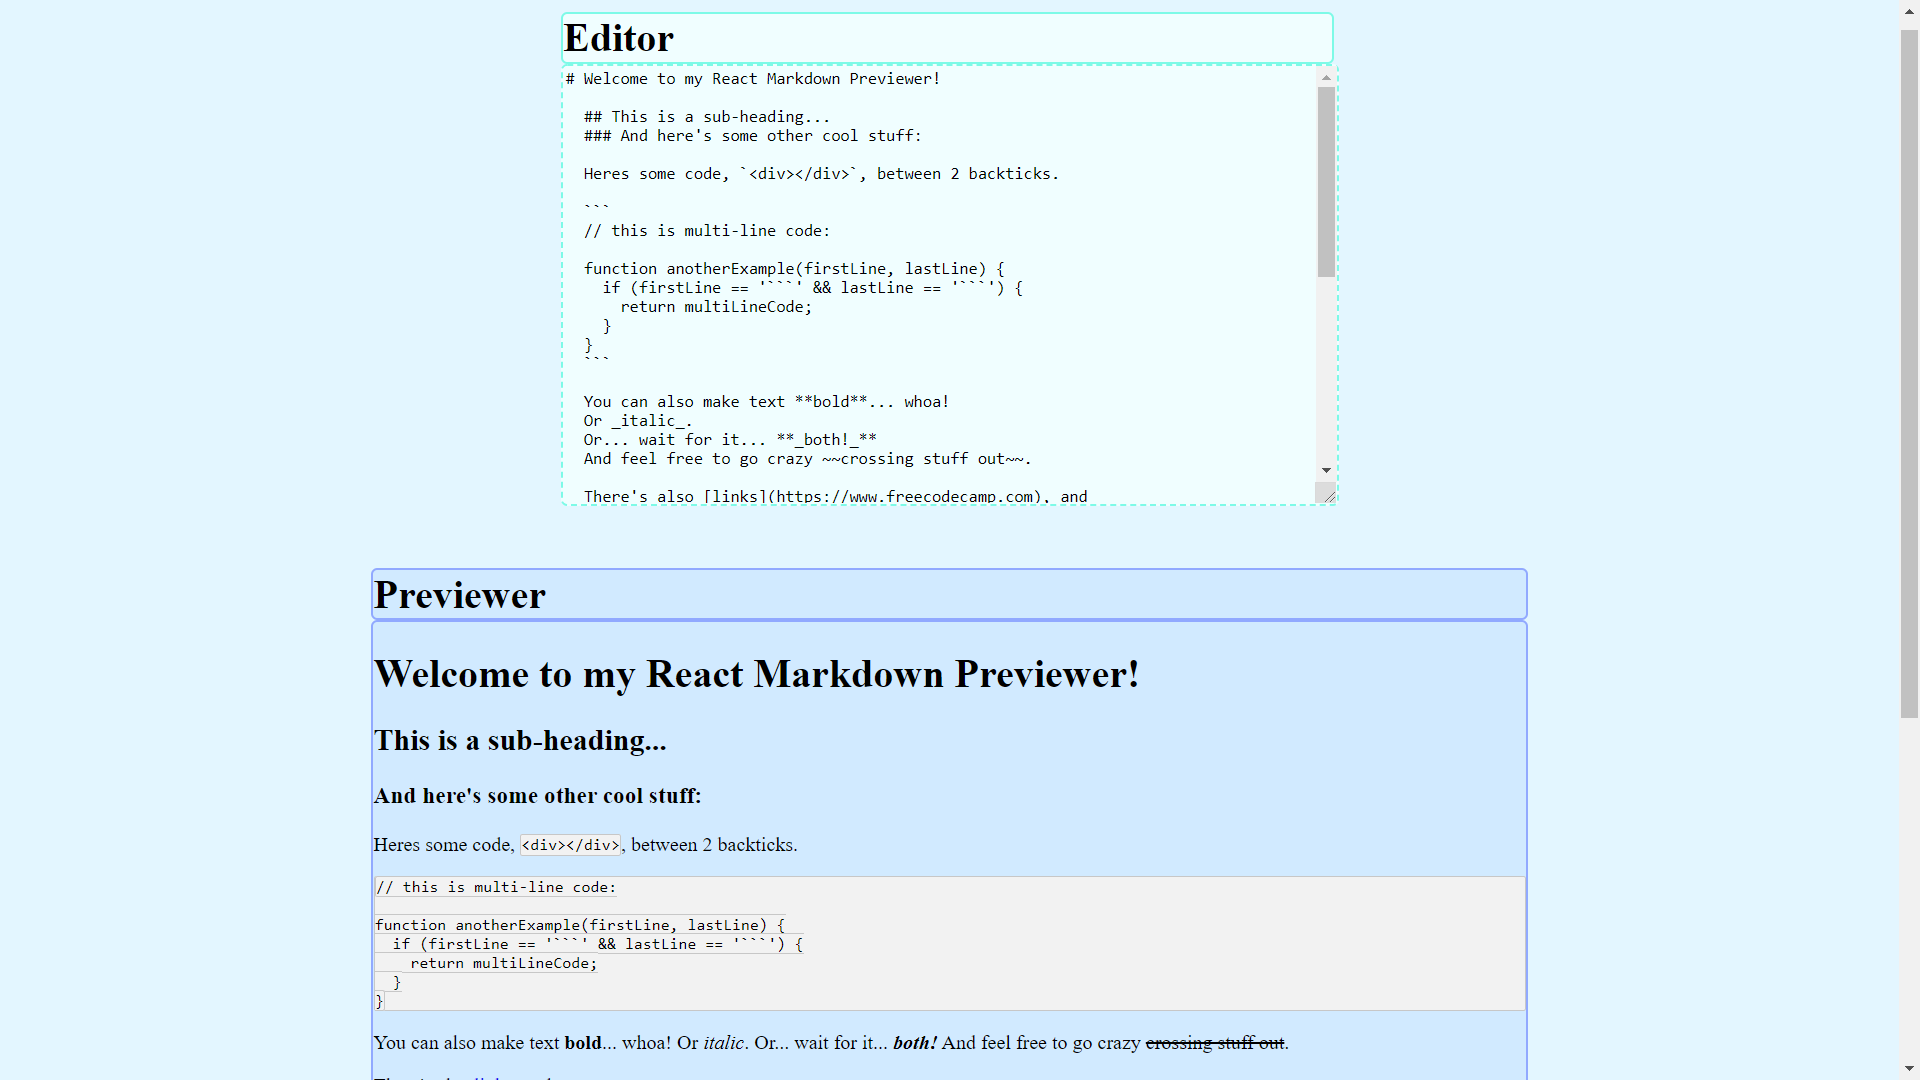 Editor
# Welcome to my React Markdown Previewer!
## This is a sub-heading...
### And here's some other cool stuff:
Heres some code, `<div></div>`, between 2 backticks.
```
// this is multi-line code:
function anotherExample(firstLine, lastLine) {
if (firstLine == '```' && lastLine == '```') {
return multiLineCode;
}
}
```
You can also make text **bold**... whoa!
Or _italic_.
Or... wait for it... **_both!_**
And feel free to go crazy ~~crossing stuff out~~.
There's also [links](https://www.freecodecamp.com), and
Previewer
Welcome to my React Markdown Previewer!
This is a sub-heading...
And here's some other cool stuff:
Heres some code, <div></div>, between 2 backticks.
// this is multi-line code:
function anotherExample(firstLine, lastLine) {
if (firstLine == '```' && lastLine == '```') {
return multiLineCode;
}
}
You can also make text bold... whoa! Or italic. Or... wait for it... both! And feel free to go crazy crossing stuff out.